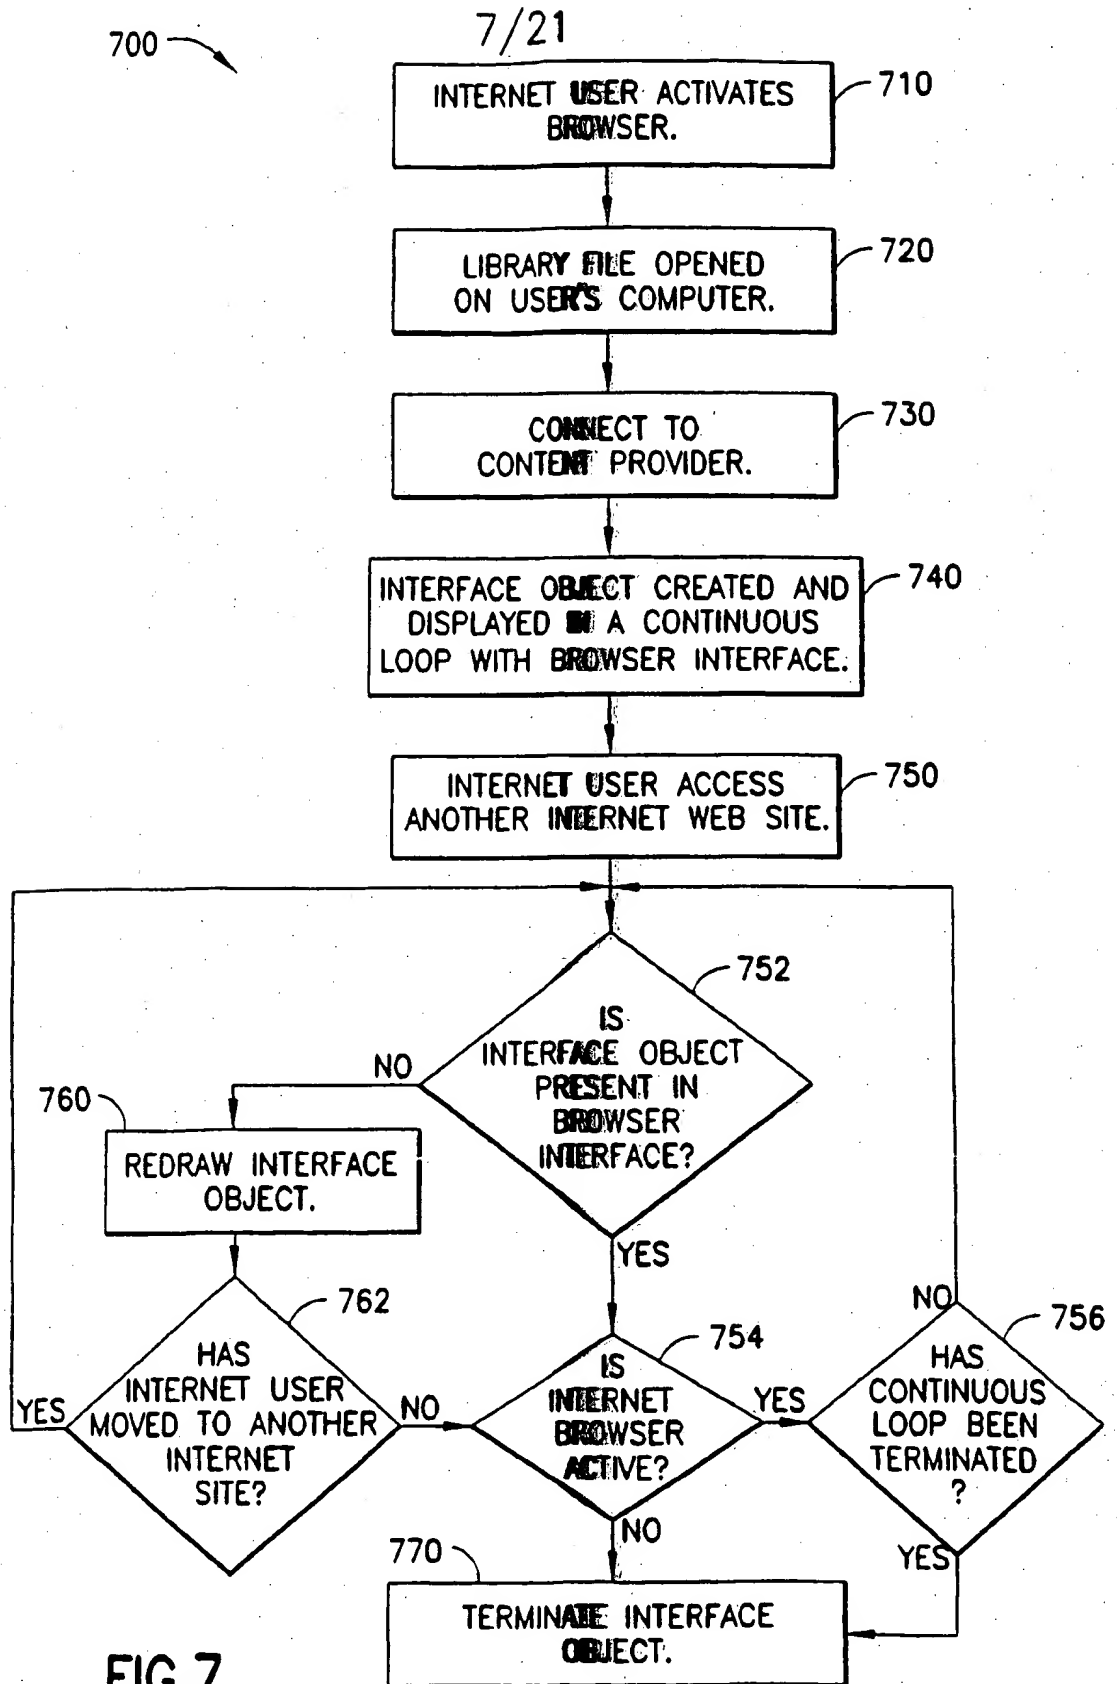 7/21
700
INTERNET USER ACTIVATES
BROWSER.
710
LIBRARY FILE OPENED
ON USER'S COMPUTER.
720
CONNECT TO
CONTENT PROVIDER.
730
INTERFACE OBJECT CREATED AND
DISPLAYED IN A CONTINUOUS
LOOP WITH BROWSER INTERFACE.
740
INTERNET USER ACCESS
ANOTHER INTERNET WEB SITE.
750
752
IS
INTERFACE OBJECT
PRESENT IN
BROWSER
INTERFACE?
NO
YES
760
REDRAW INTERFACE
OBJECT.
762
HAS
INTERNET USER
MOVED TO ANOTHER
INTERNET
SITE?
YES
NO
754
IS
INTERNET
BROWSER
ACTIVE?
YES
NO
756
HAS
CONTINUOUS
LOOP BEEN
TERMINATED
?
NO
YES
770
TERMINATE INTERFACE
OBJECT.
FIG.7